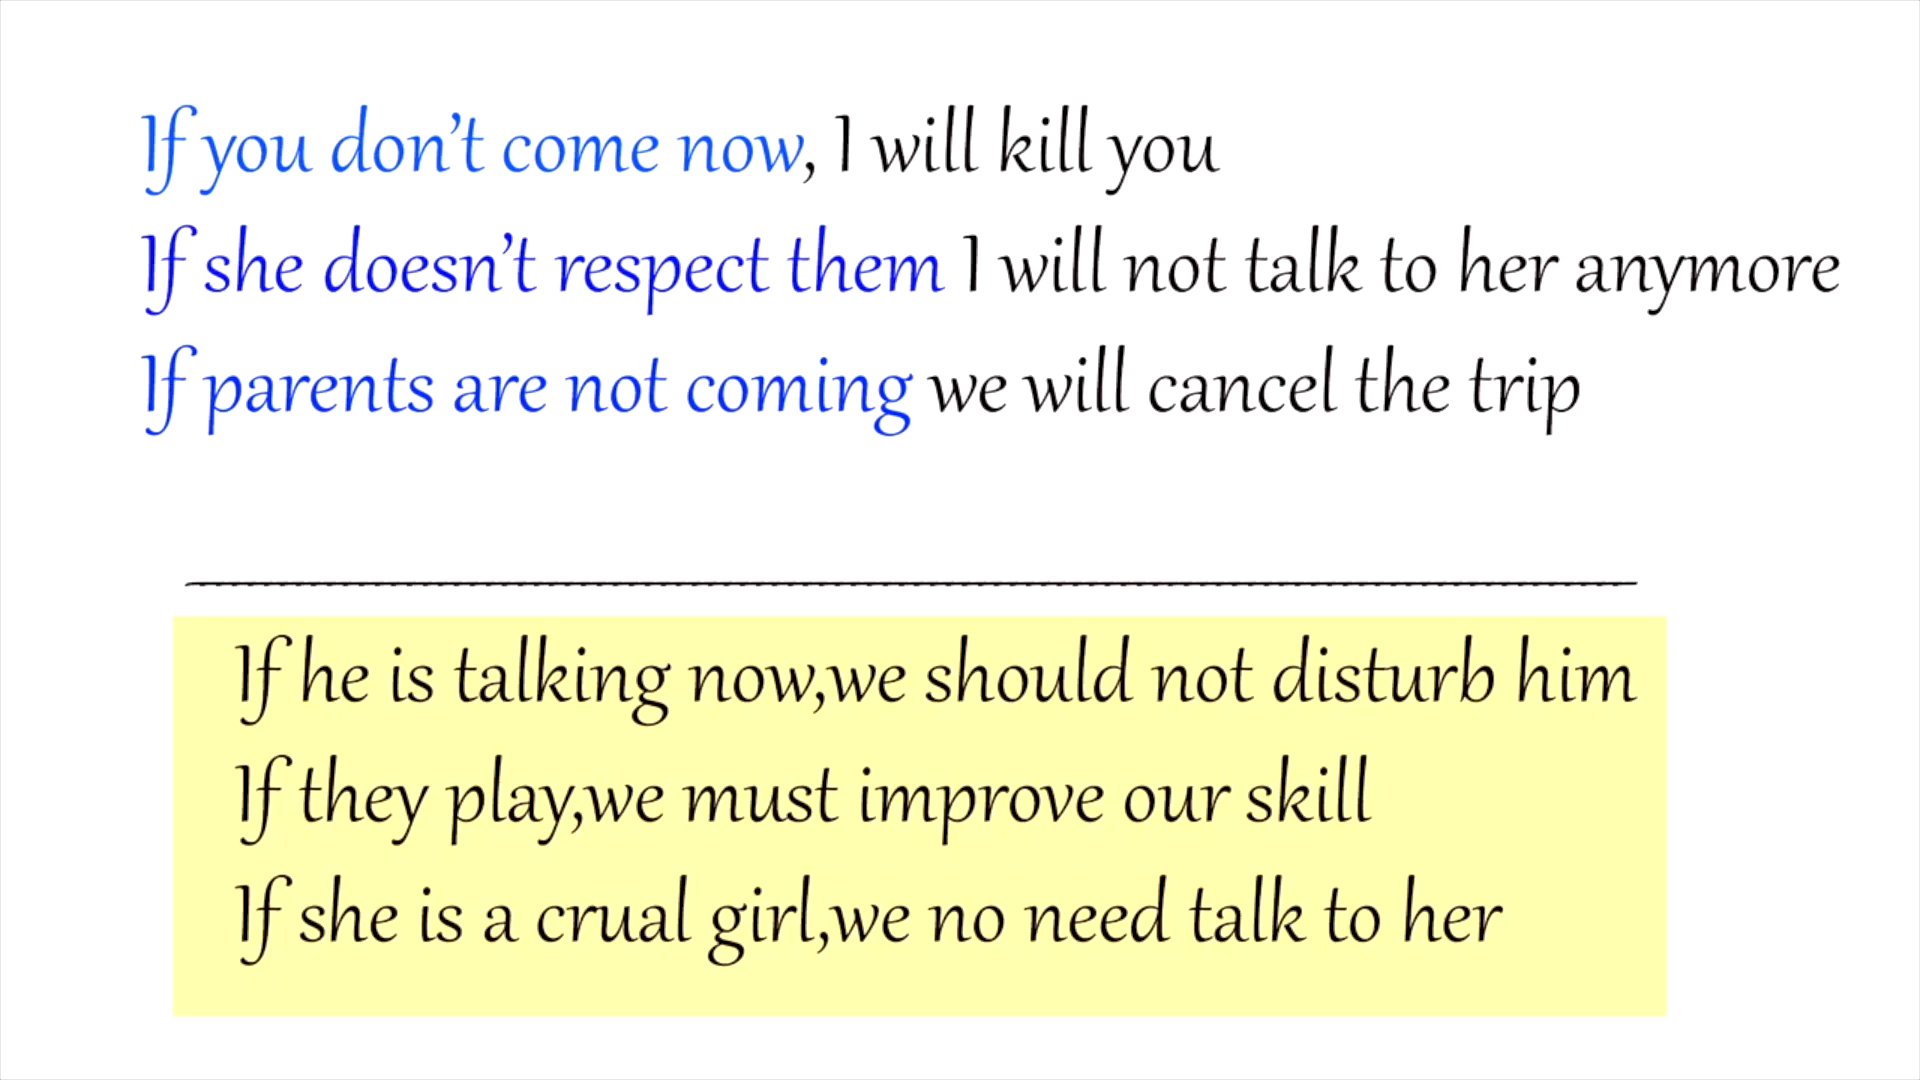 If you don't come now, I will kill you
If she doesn't respect them I will not talk to her anymore
If parents are not coming we will cancel the trip
If he is talking now,we should not disturb him
If they play,we must improve our skill
If she is a crual girl,we no need talk to her